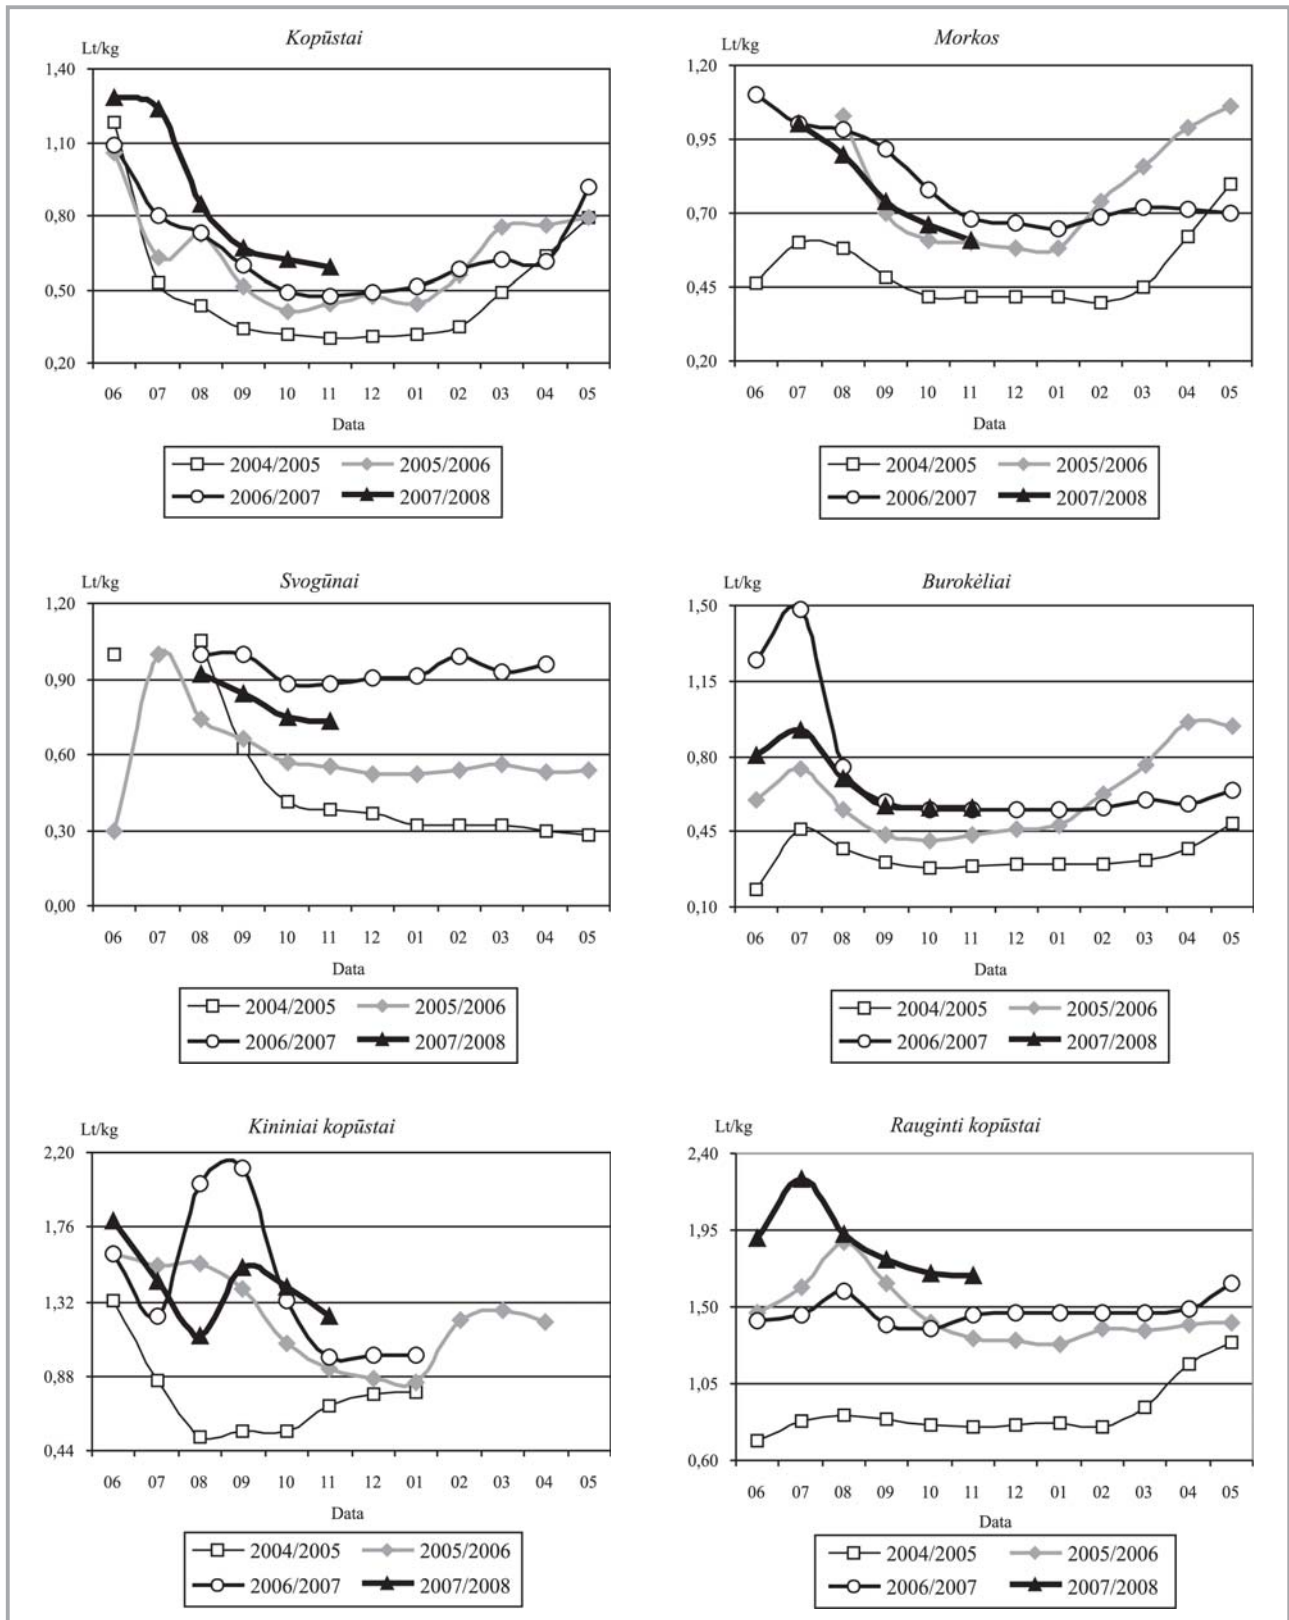 Kopūstai
Lt/kg
1,40
1,10
0,80
0,50
0,20
06 07 08 09 10 11 12 01 02 03 04 05
Data
2004/2005 2005/2006
2006/2007 2007/2008
Morkos
Lt/kg
1,20
0,95
0,70
0,45
0,20
06 07 08 09 10 11 12 01 02 03 04 05
Data
2004/2005 2005/2006
2006/2007 2007/2008
Svogūnai
Lt/kg
1,20
0,90
0,60
0,30
0,00
06 07 08 09 10 11 12 01 02 03 04 05
Data
2004/2005 2005/2006
2006/2007 2007/2008
Burokėliai
Lt/kg
1,50
1,15
0,80
0,45
0,10
06 07 08 09 10 11 12 01 02 03 04 05
Data
2004/2005 2005/2006
2006/2007 2007/2008
Kininiai kopūstai
Lt/kg
2,20
1,76
1,32
0,88
0,44
06 07 08 09 10 11 12 01 02 03 04 05
Data
2004/2005 2005/2006
2006/2007 2007/2008
Rauginti kopūstai
Lt/kg
2,40
1,95
1,50
1,05
0,60
06 07 08 09 10 11 12 01 02 03 04 05
Data
2004/2005 2005/2006
2006/2007 2007/2008